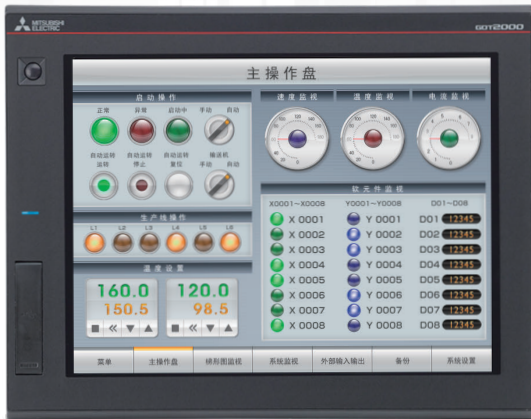 MITSUBISHI
ELECTRIC
GOT2000
主操作盘
启动操作
正常 异常 启动中 手动 自动
自动运转 自动运转 自动运转 输送机
运转 停止 复位 手动 自动
生产线操作
L1 L2 L3 L4 L5 L6
温度设置
160.0 120.0
150.5 98.5
速度监视 温度监视 电流监视
软元件监视
X0001~X0008 Y0001~Y0008 D01~D08
X 0001 Y 0001 D01 12345
X 0002 Y 0002 D02 12345
X 0003 Y 0003 D03 12345
X 0004 Y 0004 D04 12345
X 0005 Y 0005 D05 12345
X 0006 Y 0006 D06 12345
X 0007 Y 0007 D07 12345
X 0008 Y 0008 D08 12345
菜单 主操作盘 梯形图监视 系统监视 外部输入输出 备份 系统设置